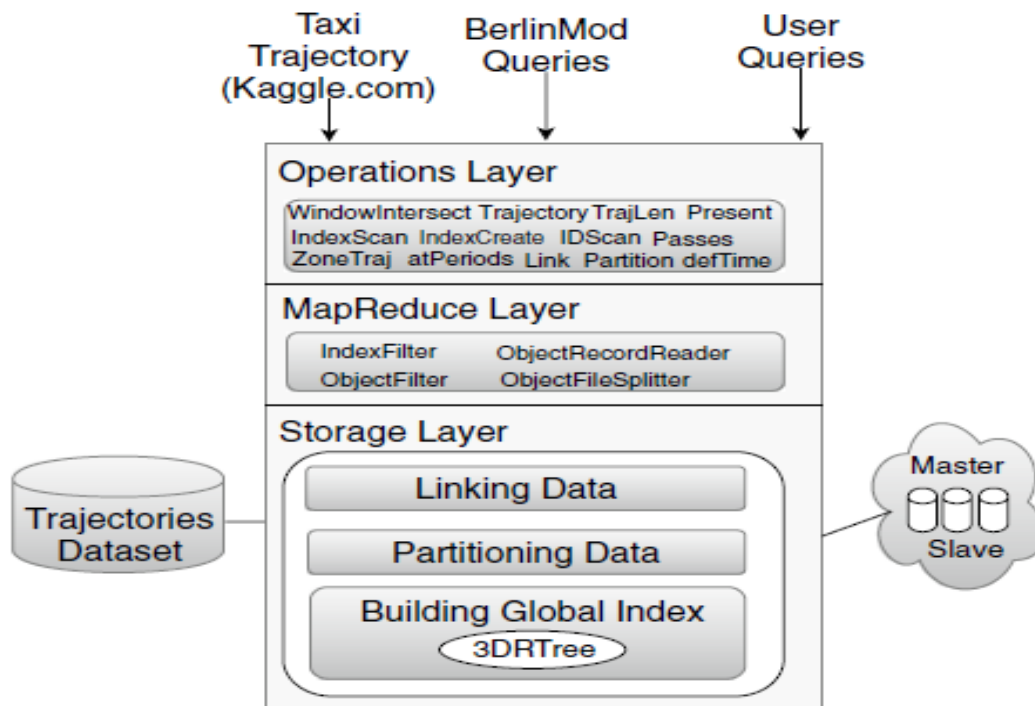 Taxi
Trajectory
(Kaggle.com)
BerlinMod
Queries
User
Queries
Operations Layer
WindowIntersect Trajectory TrajLen Present
IndexScan IndexCreate IDScan Passes
ZoneTraj atPeriods Link Partition defTime
MapReduce Layer
IndexFilter ObjectRecordReader
ObjectFilter ObjectFileSplitter
Storage Layer
Linking Data
Partitioning Data
Building Global Index
3DRTree
Trajectories
Dataset
Master
Slave